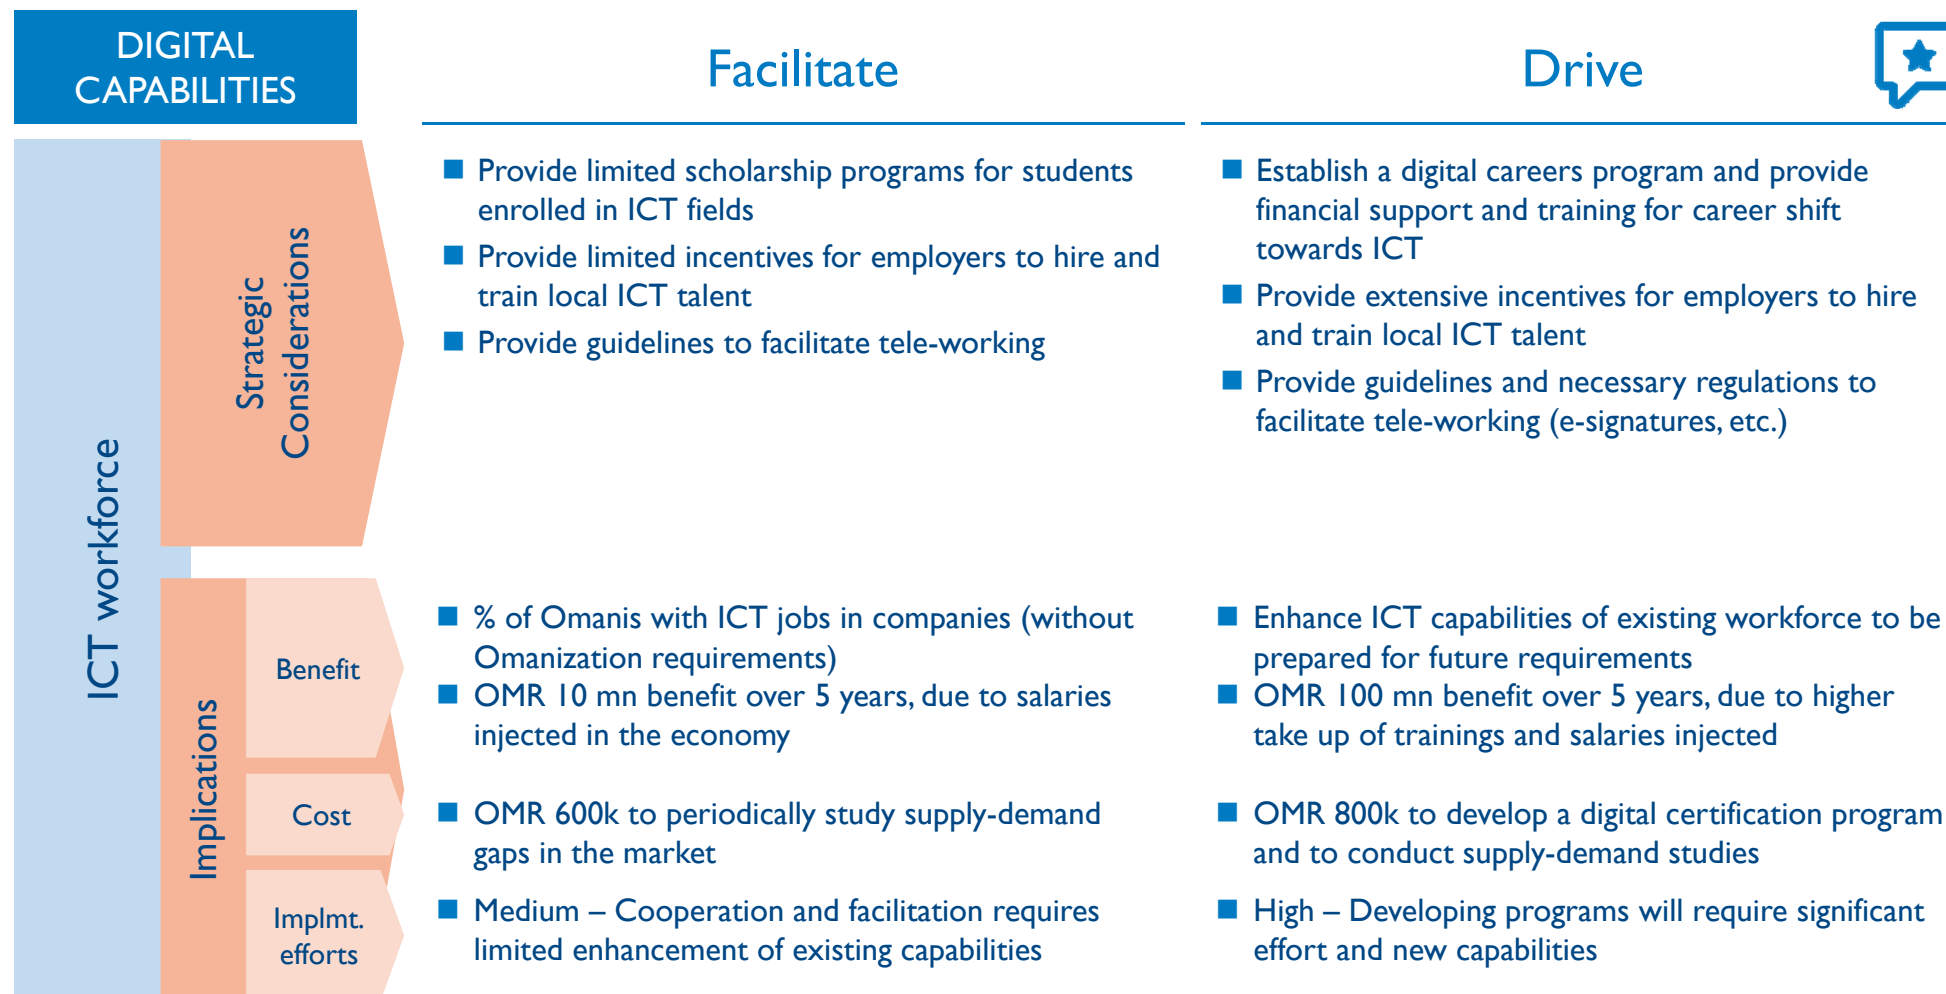 DIGITAL
CAPABILITIES
Facilitate
Drive
ICT workforce
Strategic
Considerations
■ Provide limited scholarship programs for students
enrolled in ICT fields
■ Provide limited incentives for employers to hire and
train local ICT talent
■ Provide guidelines to facilitate tele-working
■ Establish a digital careers program and provide
financial support and training for career shift
towards ICT
■ Provide extensive incentives for employers to hire
and train local ICT talent
■ Provide guidelines and necessary regulations to
facilitate tele-working (e-signatures, etc.)
Implications
Benefit
■ % of Omanis with ICT jobs in companies (without
Omanization requirements)
■ OMR 10 mn benefit over 5 years, due to salaries
injected in the economy
■ Enhance ICT capabilities of existing workforce to be
prepared for future requirements
■ OMR 100 mn benefit over 5 years, due to higher
take up of trainings and salaries injected
Cost
■ OMR 600k to periodically study supply-demand
gaps in the market
■ OMR 800k to develop a digital certification program
and to conduct supply-demand studies
Implmt.
efforts
■ Medium – Cooperation and facilitation requires
limited enhancement of existing capabilities
■ High – Developing programs will require significant
effort and new capabilities